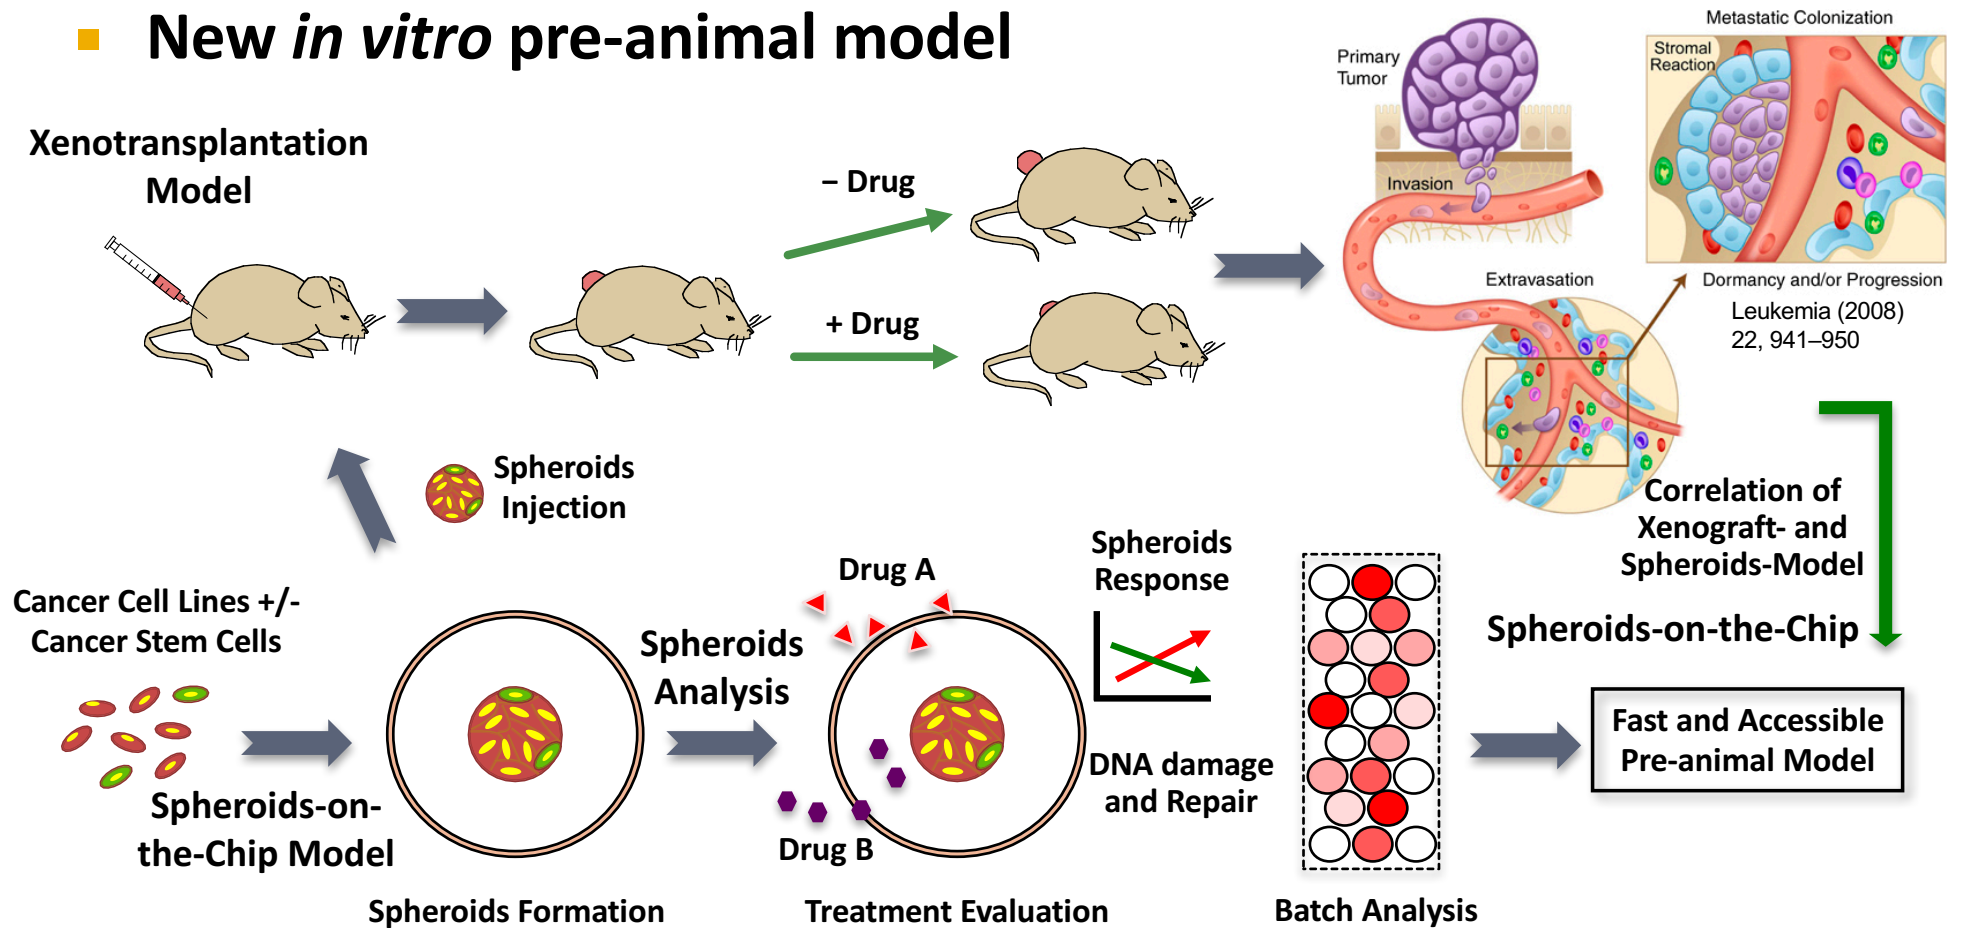 New in vitro pre-animal model
Xenotransplantation
Model
– Drug
+ Drug
Primary
Tumor
Invasion
Metastatic Colonization
Stromal
Reaction
Extravasation
Dormancy and/or Progression
Leukemia (2008)
22, 941–950
Spheroids
Injection
Correlation of
Xenograft- and
Spheroids-Model
Spheroids-on-the-Chip
Cancer Cell Lines +/-
Cancer Stem Cells
Spheroids-on-
the-Chip Model
Spheroids Formation
Spheroids
Analysis
Drug A
Drug B
Treatment Evaluation
Spheroids
Response
DNA damage
and Repair
Batch Analysis
Fast and Accessible
Pre-animal Model